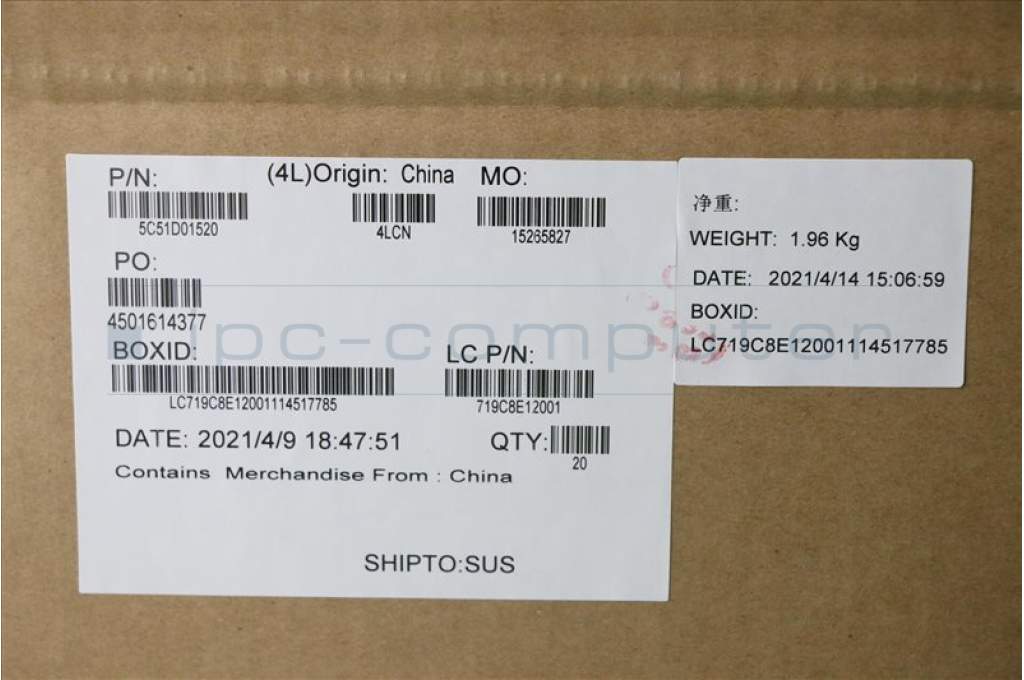 P/N: (4L)Origin: China MO:
5C51D01520 4LCN 15265827
PO:
4501614377
BOXID: LC P/N:
LC719C8E12001114517785 719C8E12001
DATE: 2021/4/9 18:47:51 QTY:
20
Contains Merchandise From : China
SHIPTO:SUS
净重:
WEIGHT: 1.96 Kg
DATE: 2021/4/14 15:06:59
BOXID:
LC719C8E12001114517785
ipc-computer